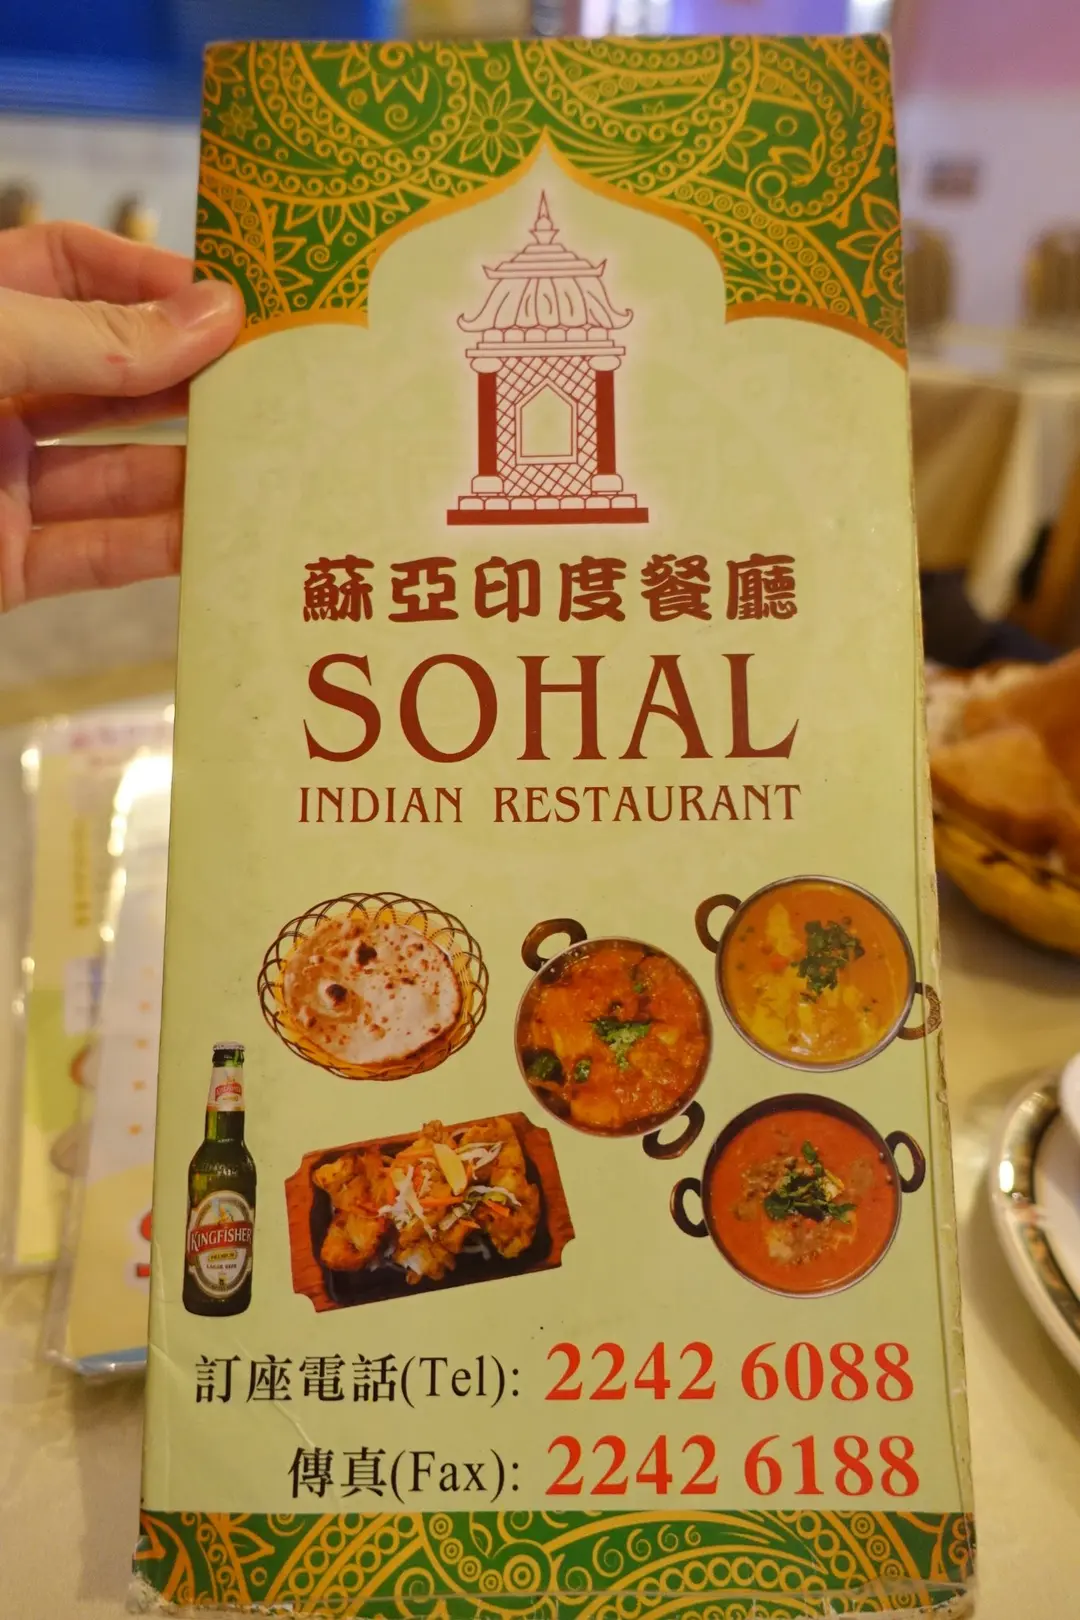 蘇亞印度餐廳
SOHAL
INDIAN RESTAURANT
KINGFISHER
訂座電話(Tel): 2242 6088
傳真(Fax): 2242 6188